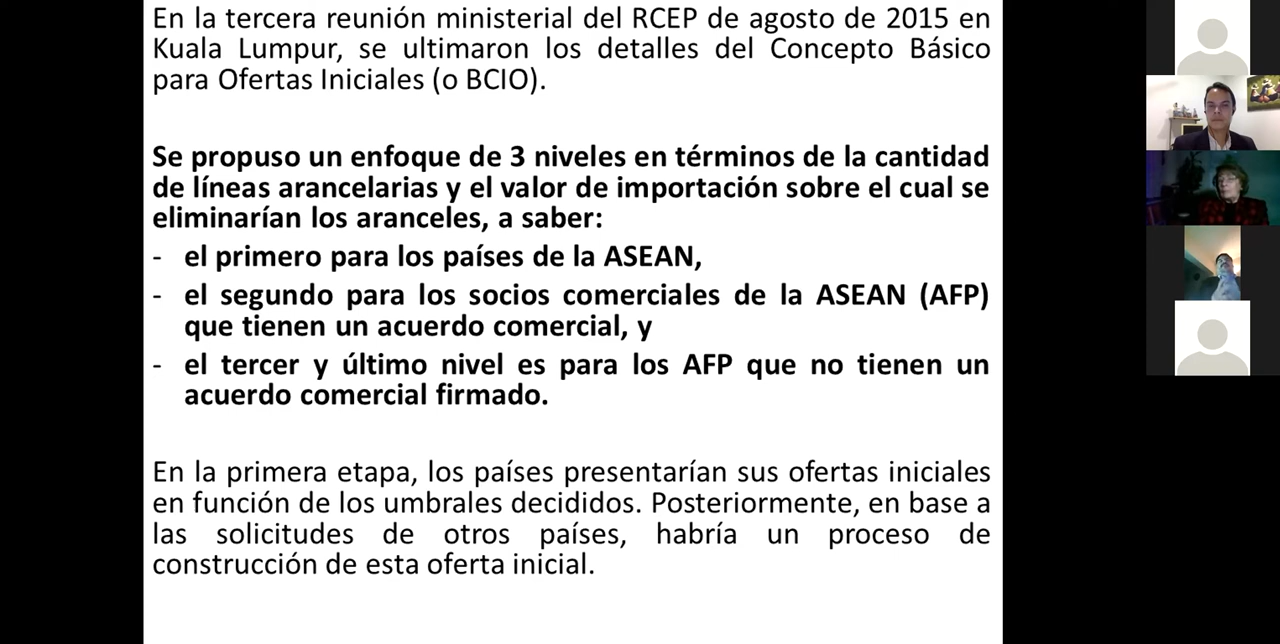 En la tercera reunión ministerial del RCEP de agosto de 2015 en
Kuala Lumpur, se ultimaron los detalles del Concepto Básico
para Ofertas Iniciales (o BCIO).
Se propuso un enfoque de 3 niveles en términos de la cantidad
de líneas arancelarias y el valor de importación sobre el cual se
eliminarían los aranceles, a saber:
- el primero para los países de la ASEAN,
- el segundo para los socios comerciales de la ASEAN (AFP)
que tienen un acuerdo comercial, y
- el tercer y último nivel es para los AFP que no tienen un
acuerdo comercial firmado.
En la primera etapa, los países presentarían sus ofertas iniciales
en función de los umbrales decididos. Posteriormente, en base a
las solicitudes de otros países, habría un proceso de
construcción de esta oferta inicial.